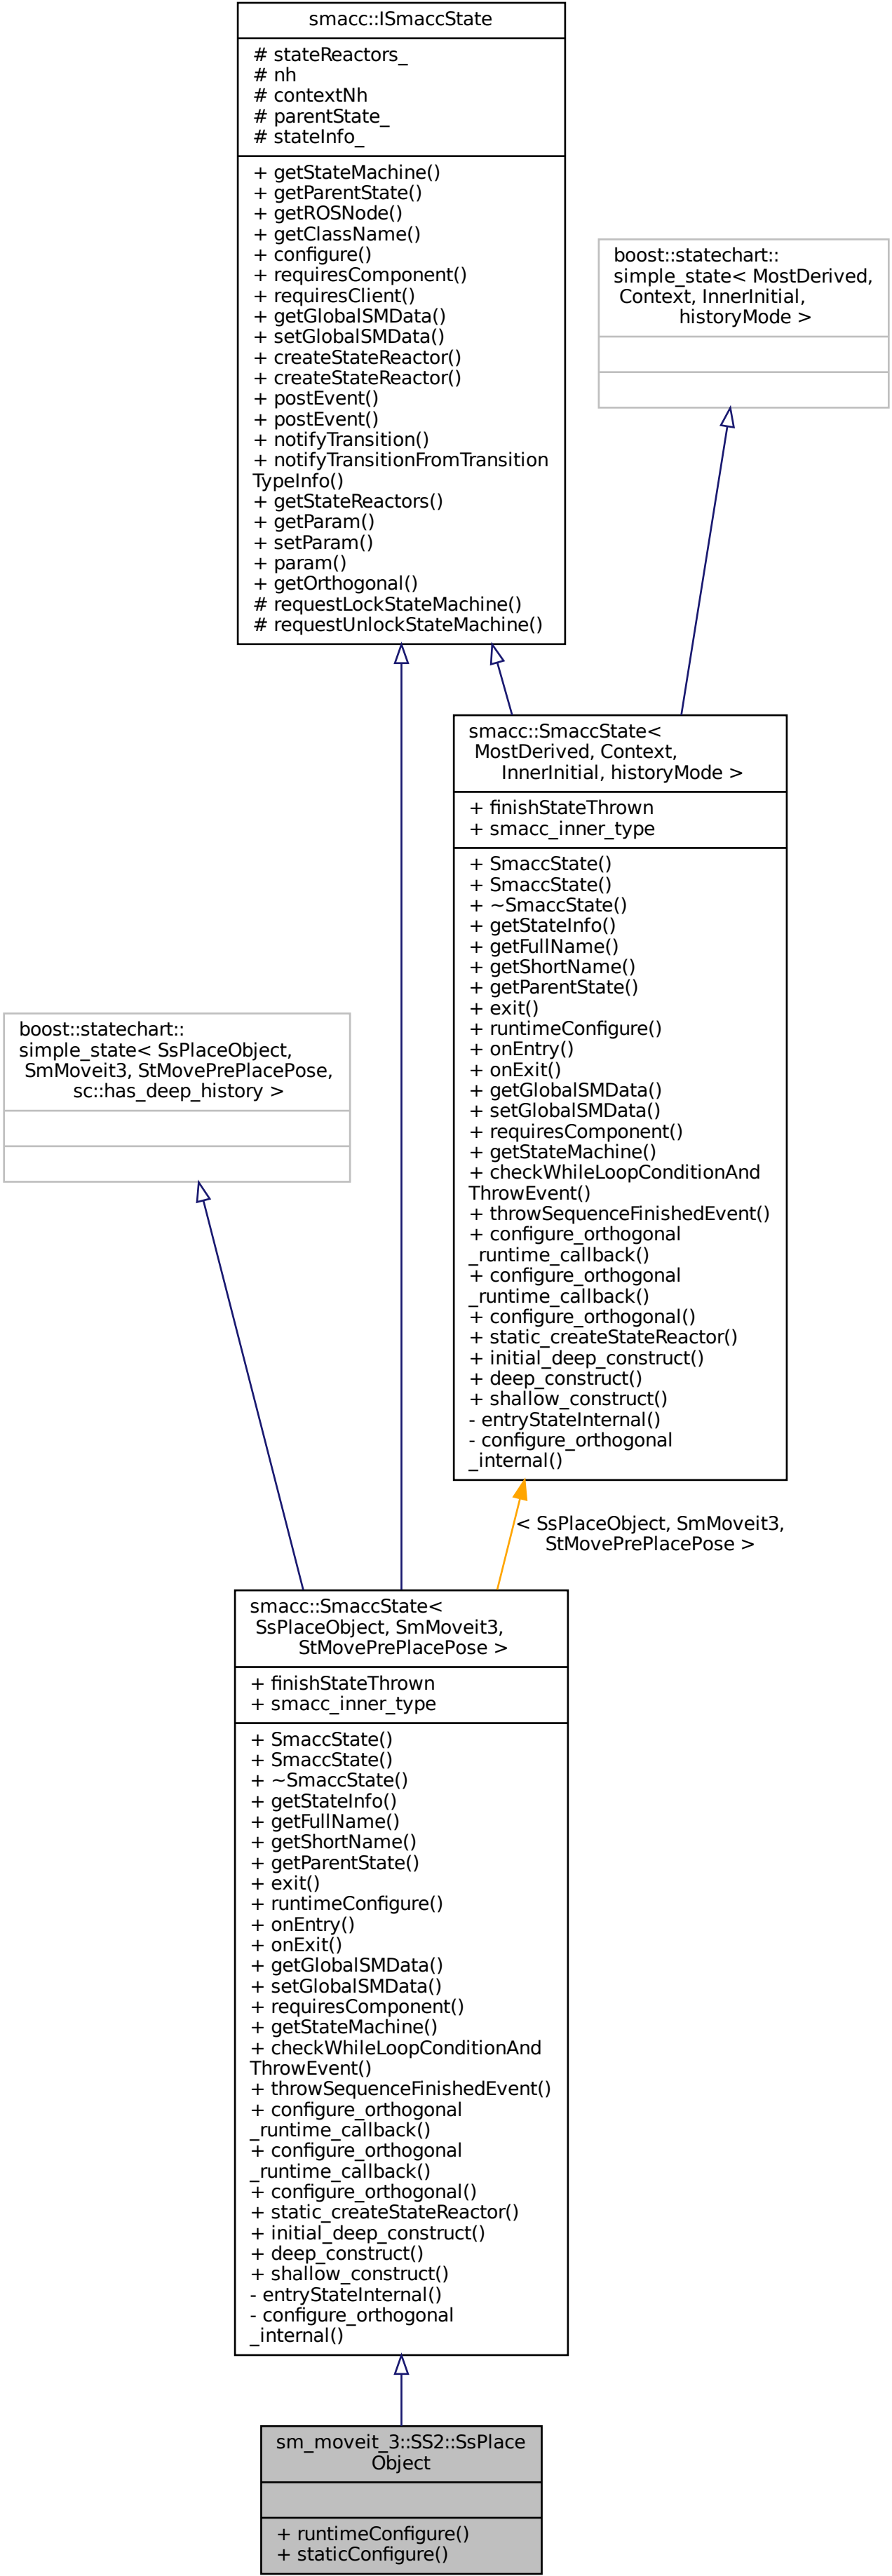 smacc::ISmaccState
# stateReactors_
# nh
# contextNh
# parentState_
# stateInfo_
+ getStateMachine()
+ getParentState()
+ getROSNode()
+ getClassName()
+ configure()
+ requiresComponent()
+ requiresClient()
+ getGlobalSMData()
+ setGlobalSMData()
+ createStateReactor()
+ createStateReactor()
+ postEvent()
+ postEvent()
+ notifyTransition()
+ notifyTransitionFromTransition
TypeInfo()
+ getStateReactors()
+ getParam()
+ setParam()
+ param()
+ getOrthogonal()
# requestLockStateMachine()
# requestUnlockStateMachine()
boost::statechart::
simple_state< MostDerived,
Context, InnerInitial,
historyMode >
smacc::SmaccState<
MostDerived, Context,
InnerInitial, historyMode >
+ finishStateThrown
+ smacc_inner_type
+ SmaccState()
+ SmaccState()
+ ~SmaccState()
+ getStateInfo()
+ getFullName()
+ getShortName()
+ getParentState()
+ exit()
+ runtimeConfigure()
+ onEntry()
+ onExit()
+ getGlobalSMData()
+ setGlobalSMData()
+ requiresComponent()
+ getStateMachine()
+ checkWhileLoopConditionAnd
ThrowEvent()
+ throwSequenceFinishedEvent()
+ configure_orthogonal
_runtime_callback()
+ configure_orthogonal
_runtime_callback()
+ configure_orthogonal()
+ static_createStateReactor()
+ initial_deep_construct()
+ deep_construct()
+ shallow_construct()
- entryStateInternal()
- configure_orthogonal
_internal()
boost::statechart::
simple_state< SsPlaceObject,
SmMoveit3, StMovePrePlacePose,
sc::has_deep_history >
< SsPlaceObject, SmMoveit3,
StMovePrePlacePose >
smacc::SmaccState<
SsPlaceObject, SmMoveit3,
StMovePrePlacePose >
+ finishStateThrown
+ smacc_inner_type
+ SmaccState()
+ SmaccState()
+ ~SmaccState()
+ getStateInfo()
+ getFullName()
+ getShortName()
+ getParentState()
+ exit()
+ runtimeConfigure()
+ onEntry()
+ onExit()
+ getGlobalSMData()
+ setGlobalSMData()
+ requiresComponent()
+ getStateMachine()
+ checkWhileLoopConditionAnd
ThrowEvent()
+ throwSequenceFinishedEvent()
+ configure_orthogonal
_runtime_callback()
+ configure_orthogonal
_runtime_callback()
+ configure_orthogonal()
+ static_createStateReactor()
+ initial_deep_construct()
+ deep_construct()
+ shallow_construct()
- entryStateInternal()
- configure_orthogonal
_internal()
sm_moveit_3::SS2::SsPlace
Object
+ runtimeConfigure()
+ staticConfigure()